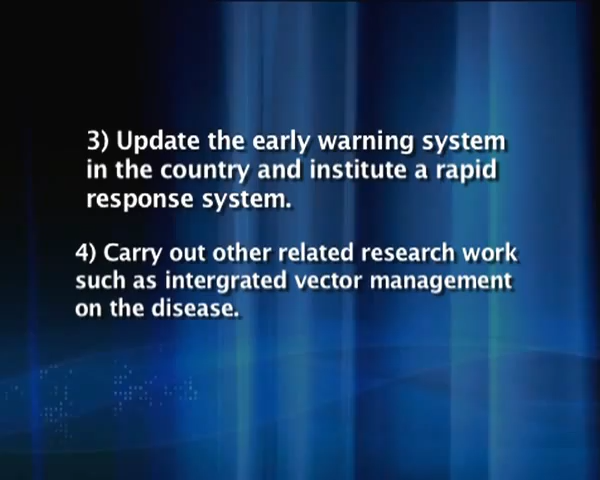 3) Update the early warning system
in the country and institute a rapid
response system.
4) Carry out other related research work
such as intergrated vector management
on the disease.